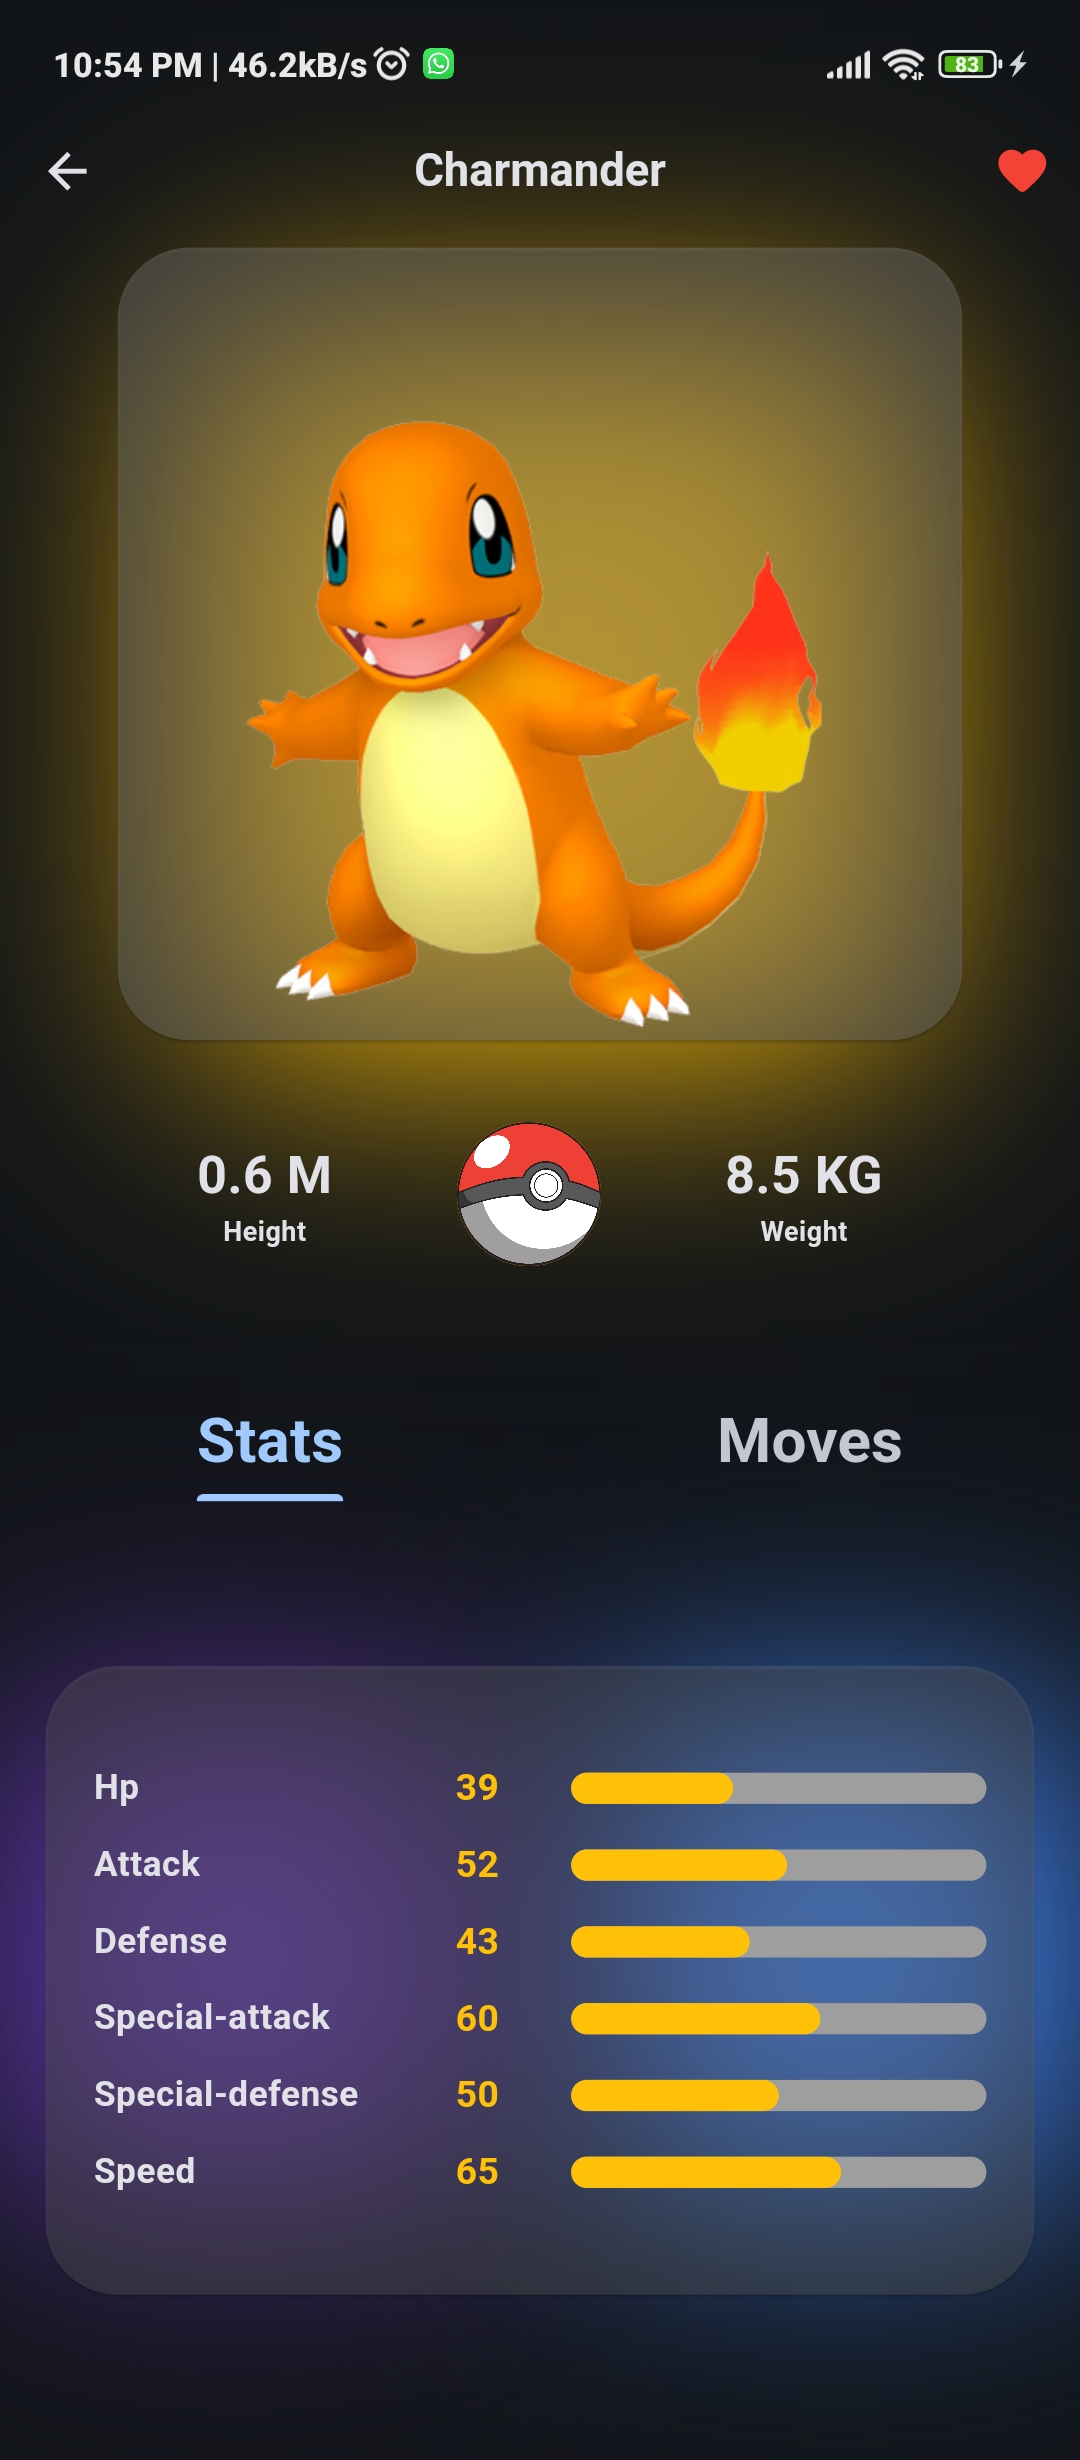 10:54 PM | 46.2kB/s 83
Charmander
0.6 M 8.5 KG
Height Weight
Stats Moves
Hp 39
Attack 52
Defense 43
Special-attack 60
Special-defense 50
Speed 65